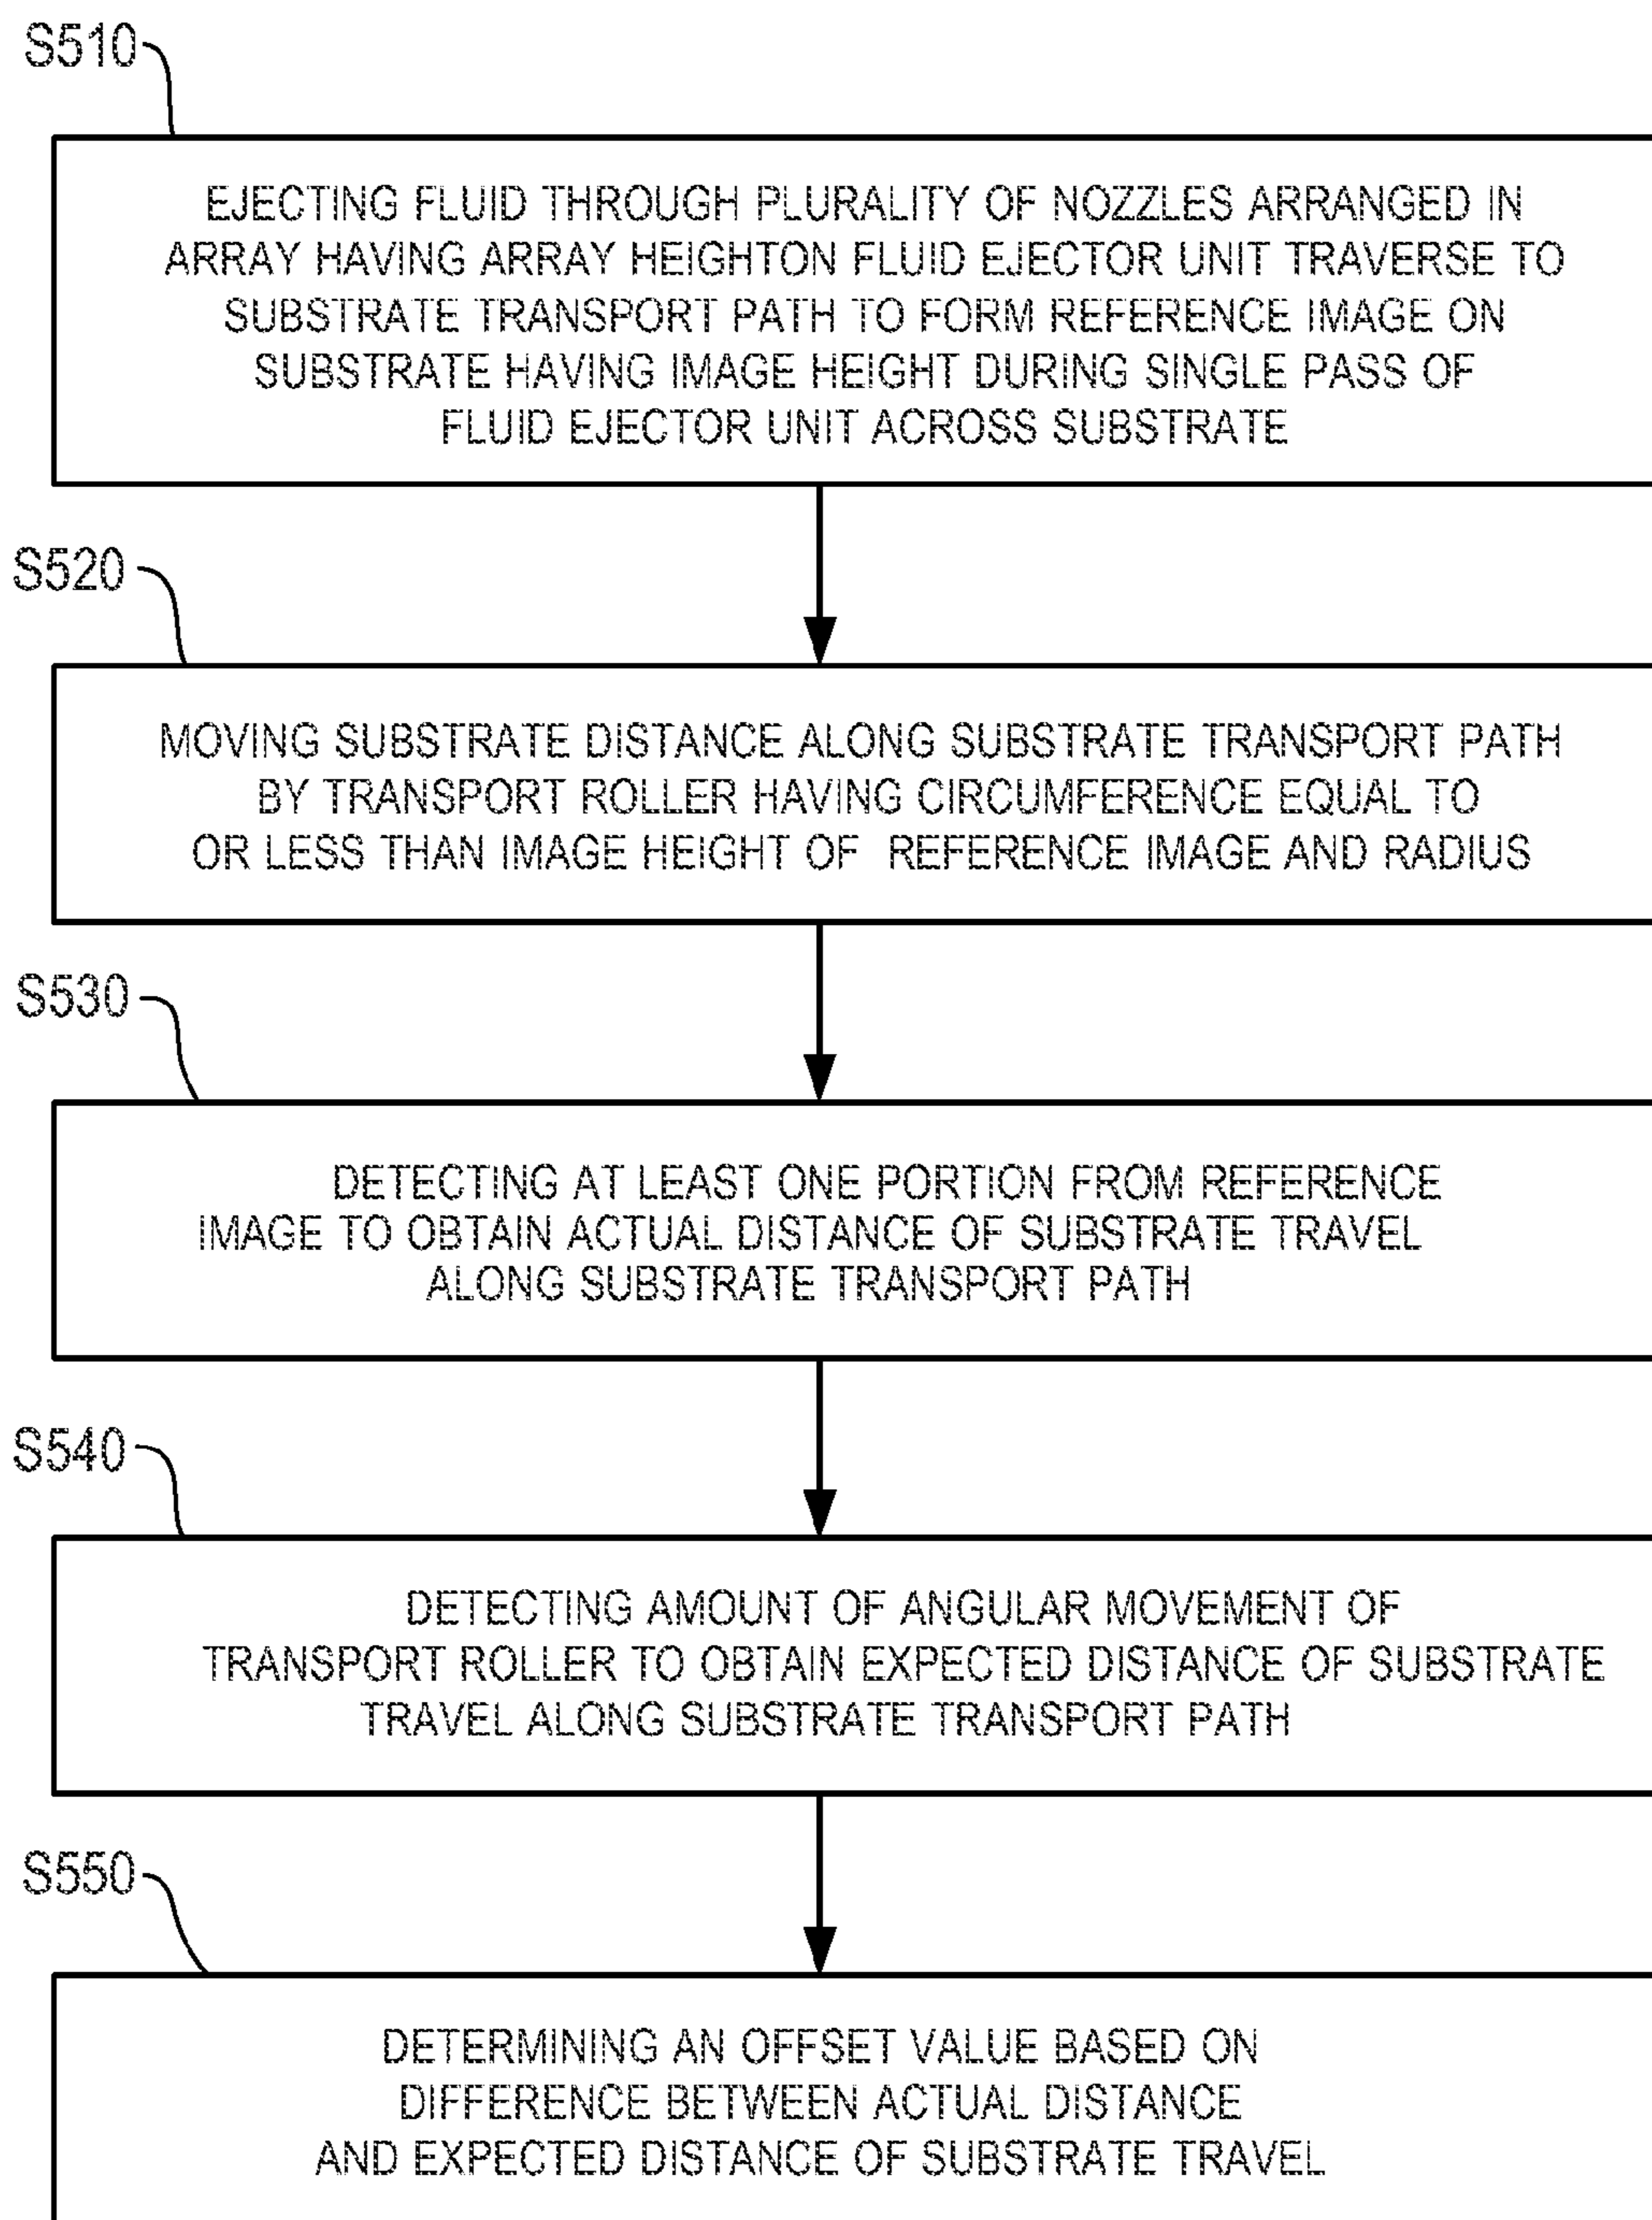 S510
EJECTING FLUID THROUGH PLURALITY OF NOZZLES ARRANGED IN
ARRAY HAVING ARRAY HEIGHTON FLUID EJECTOR UNIT TRAVERSE TO
SUBSTRATE TRANSPORT PATH TO FORM REFERENCE IMAGE ON
SUBSTRATE HAVING IMAGE HEIGHT DURING SINGLE PASS OF
FLUID EJECTOR UNIT ACROSS SUBSTRATE
S520
MOVING SUBSTRATE DISTANCE ALONG SUBSTRATE TRANSPORT PATH
BY TRANSPORT ROLLER HAVING CIRCUMFERENCE EQUAL TO
OR LESS THAN IMAGE HEIGHT OF REFERENCE IMAGE AND RADIUS
S530
DETECTING AT LEAST ONE PORTION FROM REFERENCE
IMAGE TO OBTAIN ACTUAL DISTANCE OF SUBSTRATE TRAVEL
ALONG SUBSTRATE TRANSPORT PATH
S540
DETECTING AMOUNT OF ANGULAR MOVEMENT OF
TRANSPORT ROLLER TO OBTAIN EXPECTED DISTANCE OF SUBSTRATE
TRAVEL ALONG SUBSTRATE TRANSPORT PATH
S550
DETERMINING AN OFFSET VALUE BASED ON
DIFFERENCE BETWEEN ACTUAL DISTANCE
AND EXPECTED DISTANCE OF SUBSTRATE TRAVEL